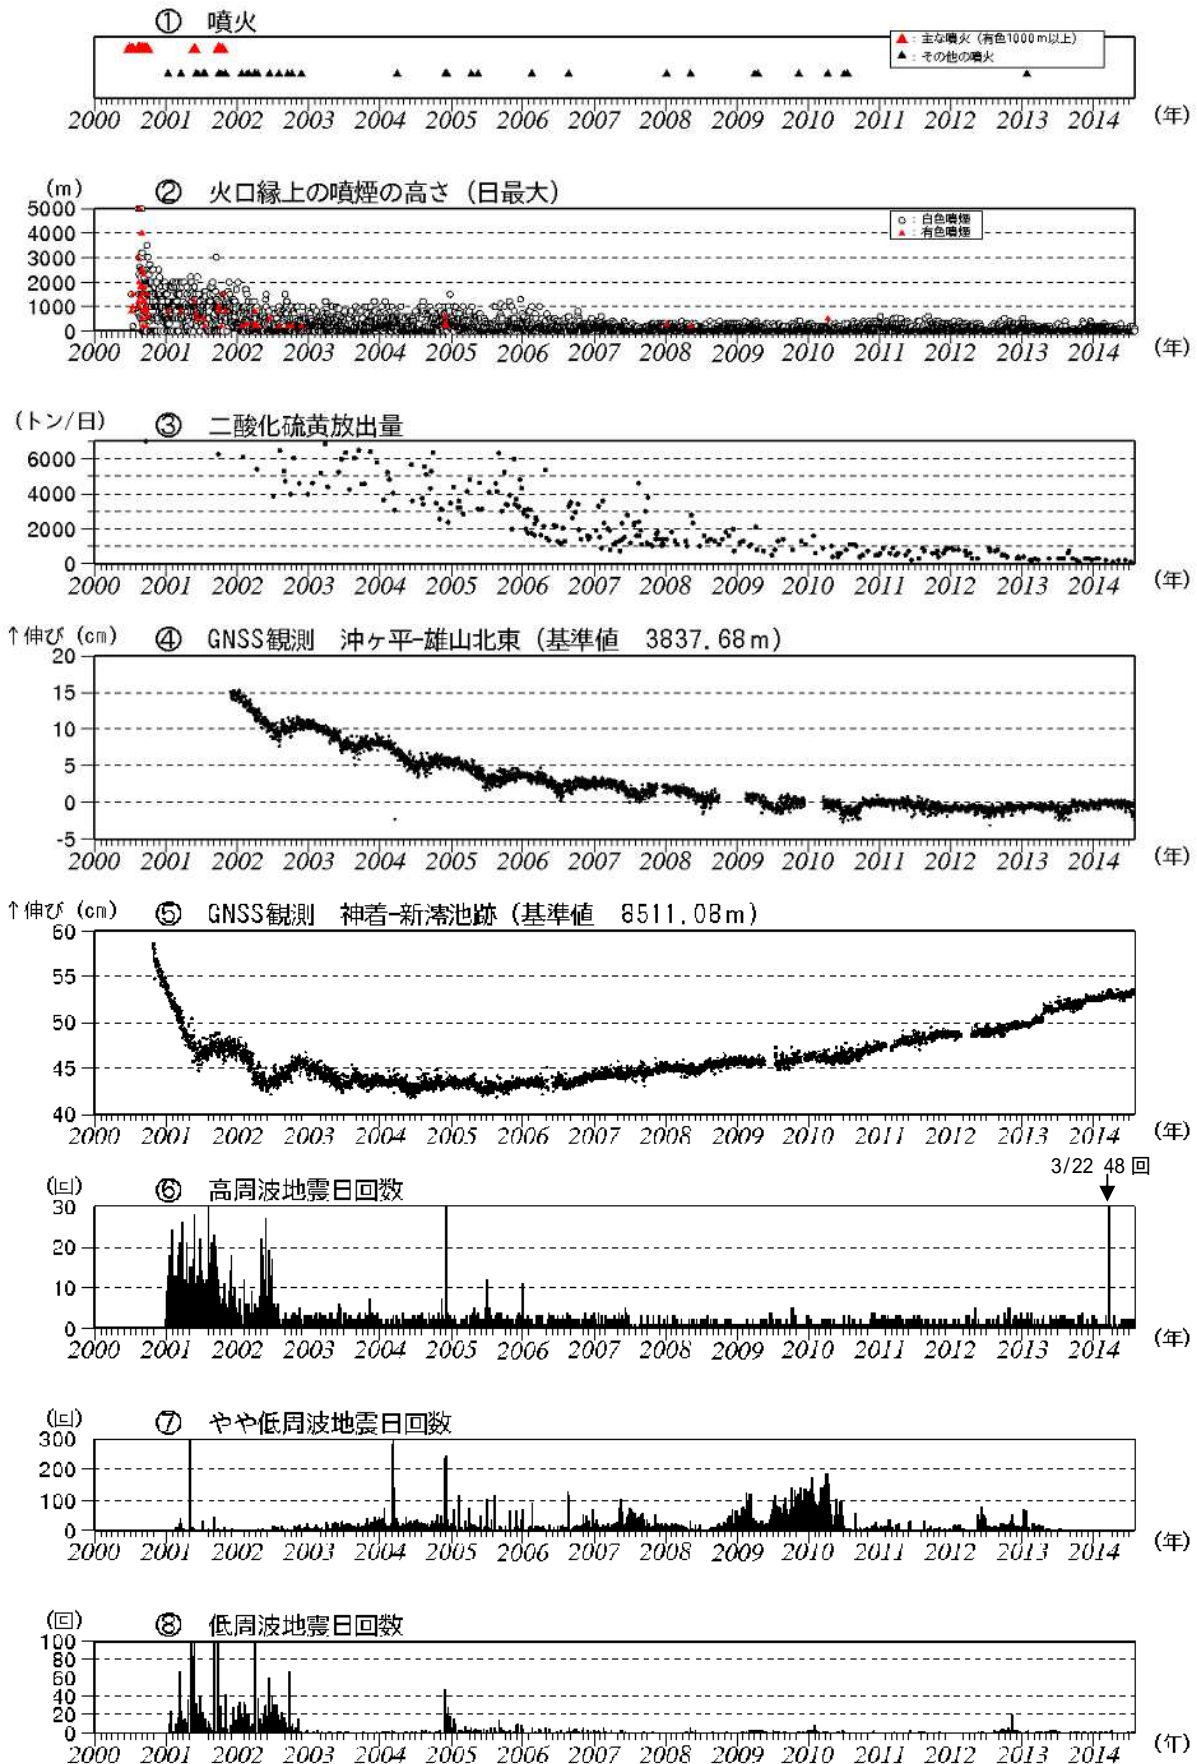 ① 噴火
▲：主な噴火（有色1000m以上）
▲：その他の噴火
2000 2001 2002 2003 2004 2005 2006 2007 2008 2009 2010 2011 2012 2013 2014 (年)
(m) ② 火口縁上の噴煙の高さ（日最大）
○：白色噴煙
▲：有色噴煙
5000
4000
3000
2000
1000
0
2000 2001 2002 2003 2004 2005 2006 2007 2008 2009 2010 2011 2012 2013 2014 (年)
(トン/日) ③ 二酸化硫黄放出量
6000
4000
2000
0
2000 2001 2002 2003 2004 2005 2006 2007 2008 2009 2010 2011 2012 2013 2014 (年)
↑伸び (cm) ④ GNSS観測 沖ヶ平-雄山北東（基準値 3837.68m）
20
15
10
5
0
-5
2000 2001 2002 2003 2004 2005 2006 2007 2008 2009 2010 2011 2012 2013 2014 (年)
↑伸び (cm) ⑤ GNSS観測 神着-新澪池跡（基準値 8511.08m）
60
55
50
45
40
2000 2001 2002 2003 2004 2005 2006 2007 2008 2009 2010 2011 2012 2013 2014 (年)
3/22 48回
(回) ⑥ 高周波地震日回数
30
20
10
0
2000 2001 2002 2003 2004 2005 2006 2007 2008 2009 2010 2011 2012 2013 2014 (年)
(回) ⑦ やや低周波地震日回数
300
200
100
0
2000 2001 2002 2003 2004 2005 2006 2007 2008 2009 2010 2011 2012 2013 2014 (年)
(回) ⑧ 低周波地震日回数
100
80
60
40
20
0
2000 2001 2002 2003 2004 2005 2006 2007 2008 2009 2010 2011 2012 2013 2014 (年)